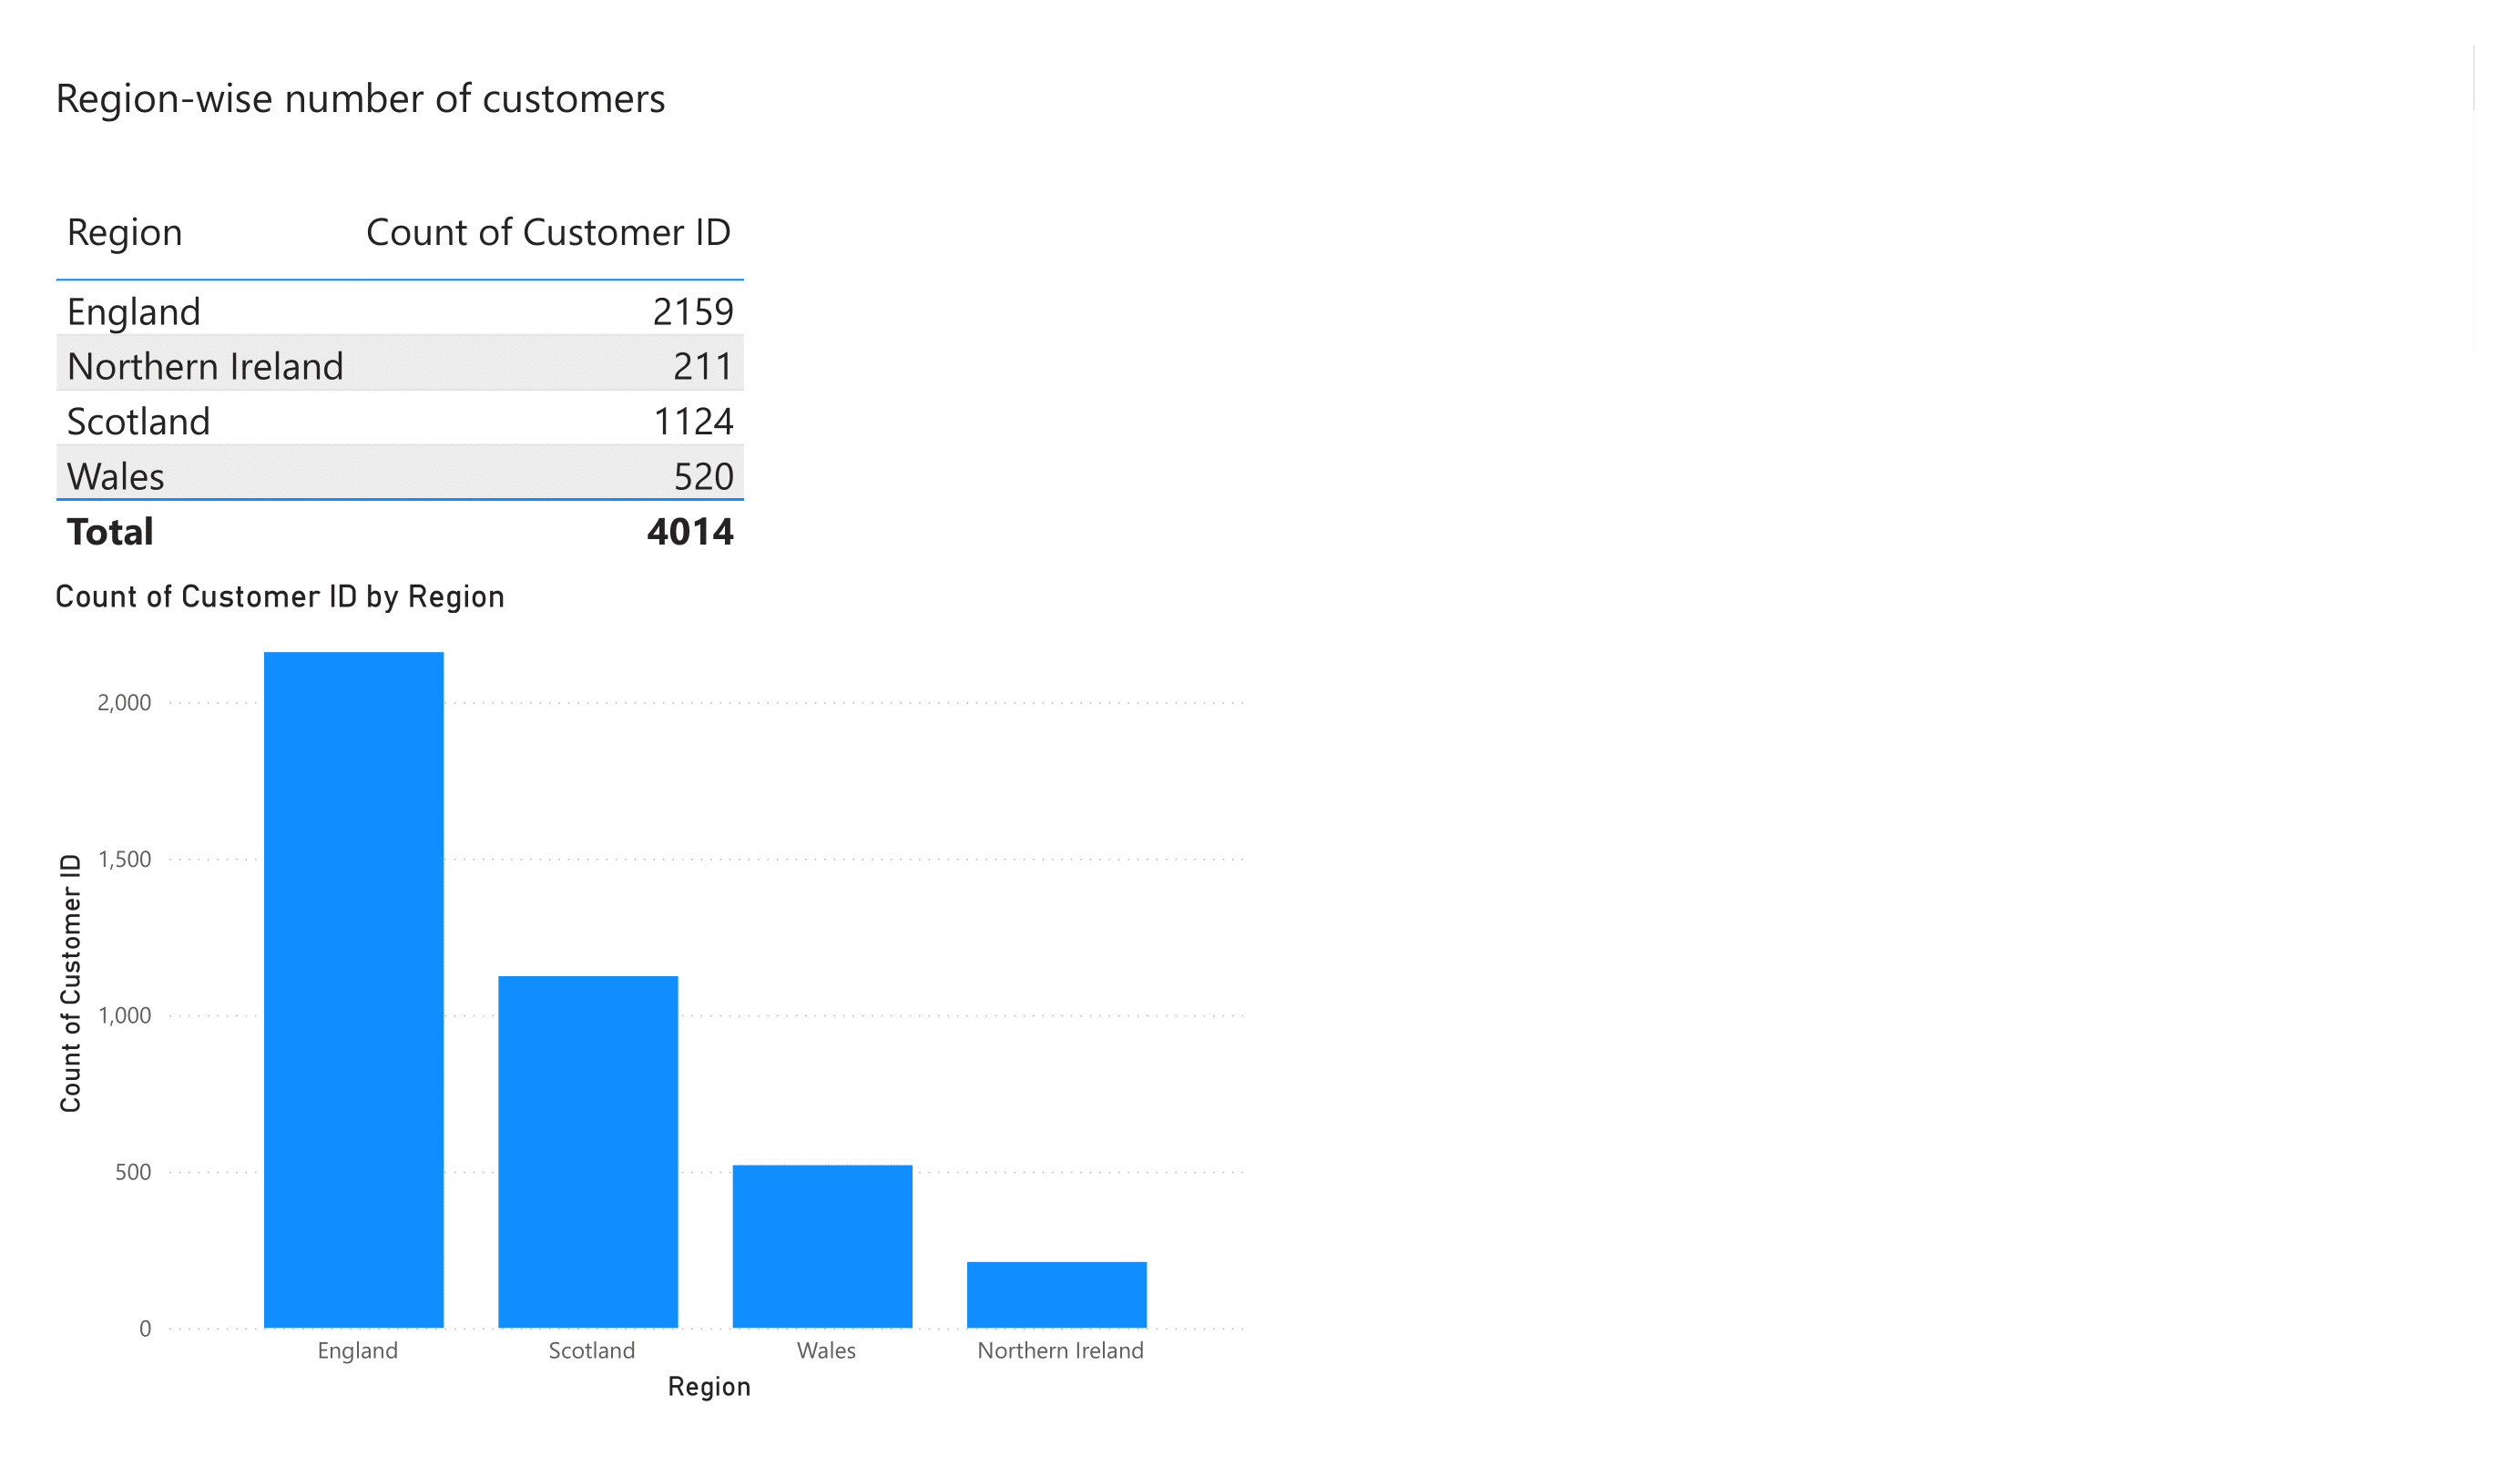 Region-wise number of customers
Region Count of Customer ID
England 2159
Northern Ireland 211
Scotland 1124
Wales 520
Total 4014
Count of Customer ID by Region
2,000
1,500
1,000
500
0
Count of Customer ID
England Scotland Wales Northern Ireland
Region